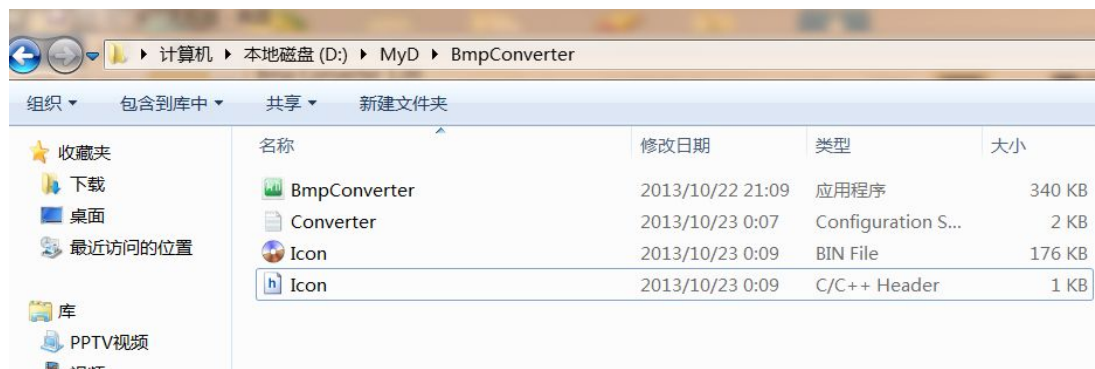 计算机 本地磁盘 (D:) MyD BmpConverter
组织 包含到库中 共享 新建文件夹
收藏夹
下载
桌面
最近访问的位置
库
PPTV视频
名称 修改日期 类型 大小
BmpConverter 2013/10/22 21:09 应用程序 340 KB
Converter 2013/10/23 0:07 Configuration S... 2 KB
Icon 2013/10/23 0:09 BIN File 176 KB
Icon 2013/10/23 0:09 C/C++ Header 1 KB